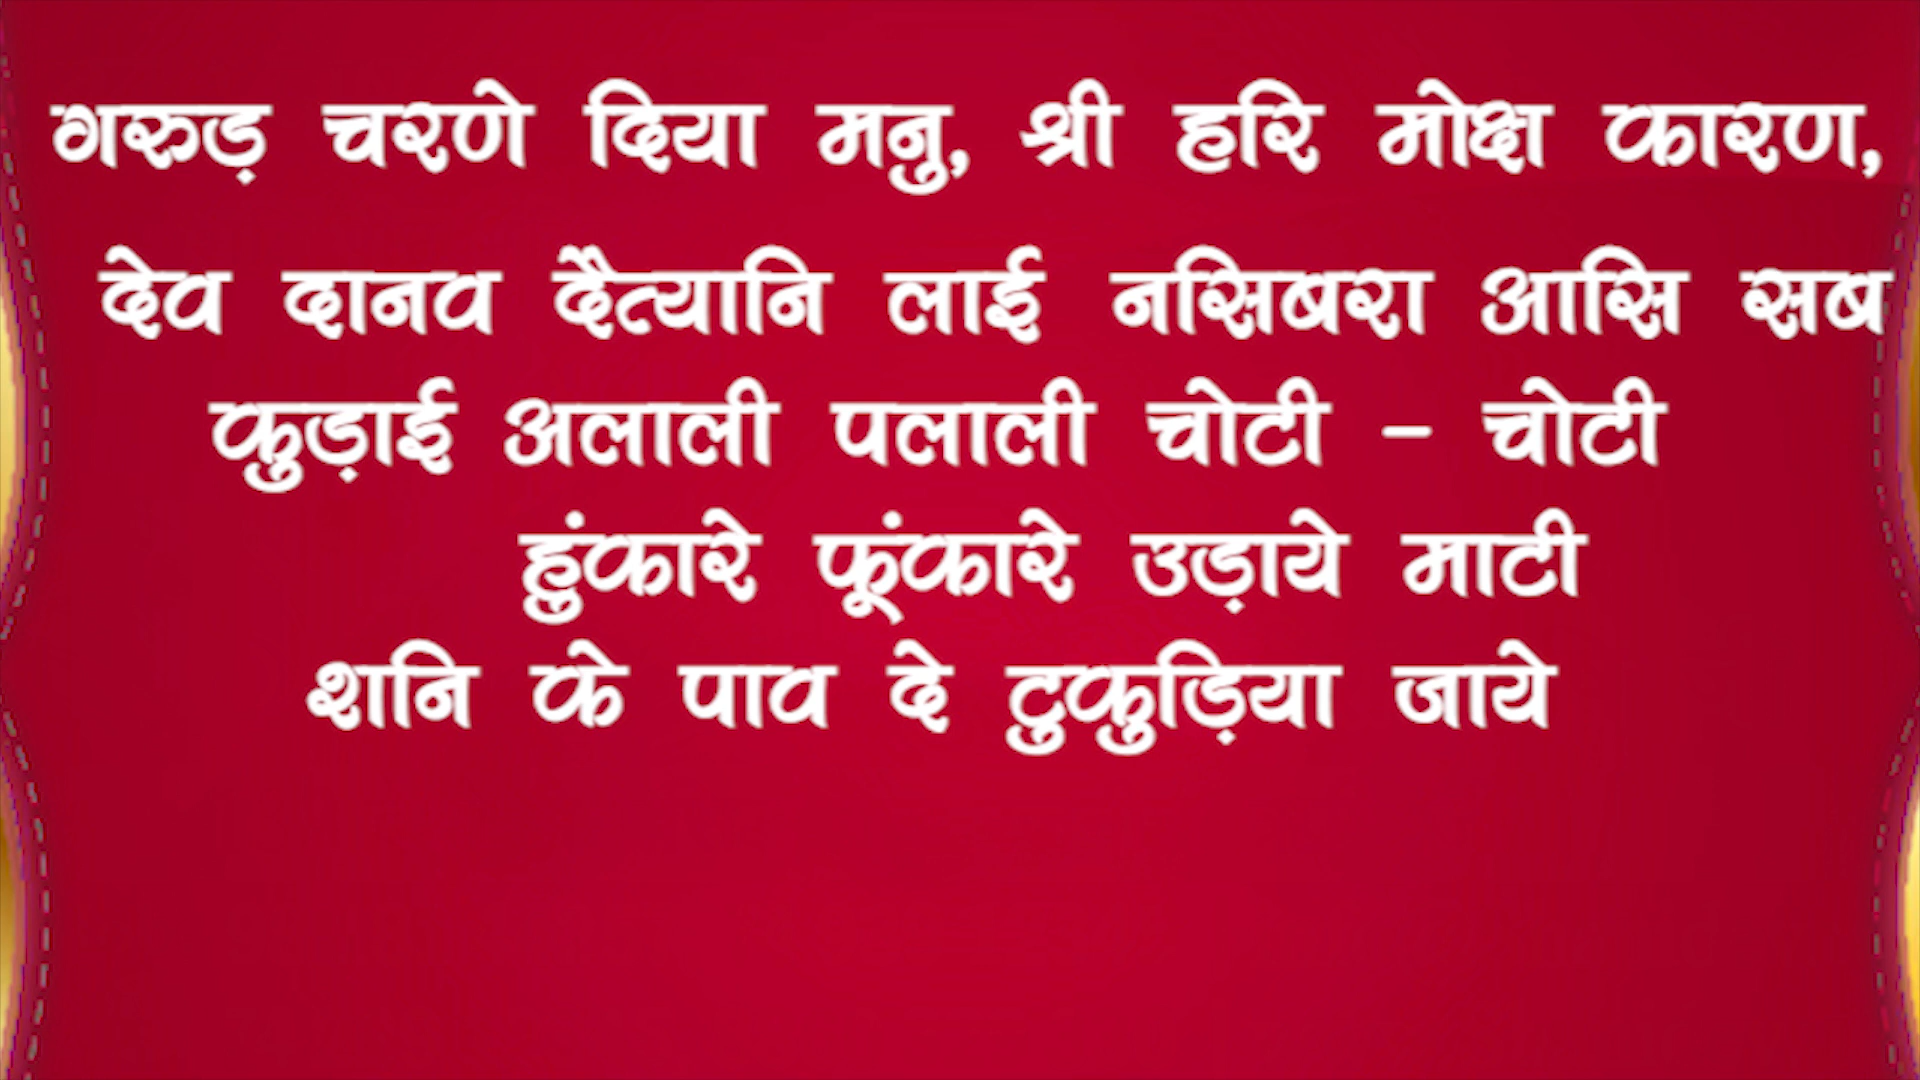 गरुड़ चरणे दिया मनु, श्री हरि मोक्ष कारण,
देव दानव दैत्यानि लाई नसिबरा आसि सब
कुड़ाई अलाली पलाली चोटी - चोटी
हुंकारे फूंकारे उड़ाये माटी
शनि के पाव दे टुकुड़िया जाये